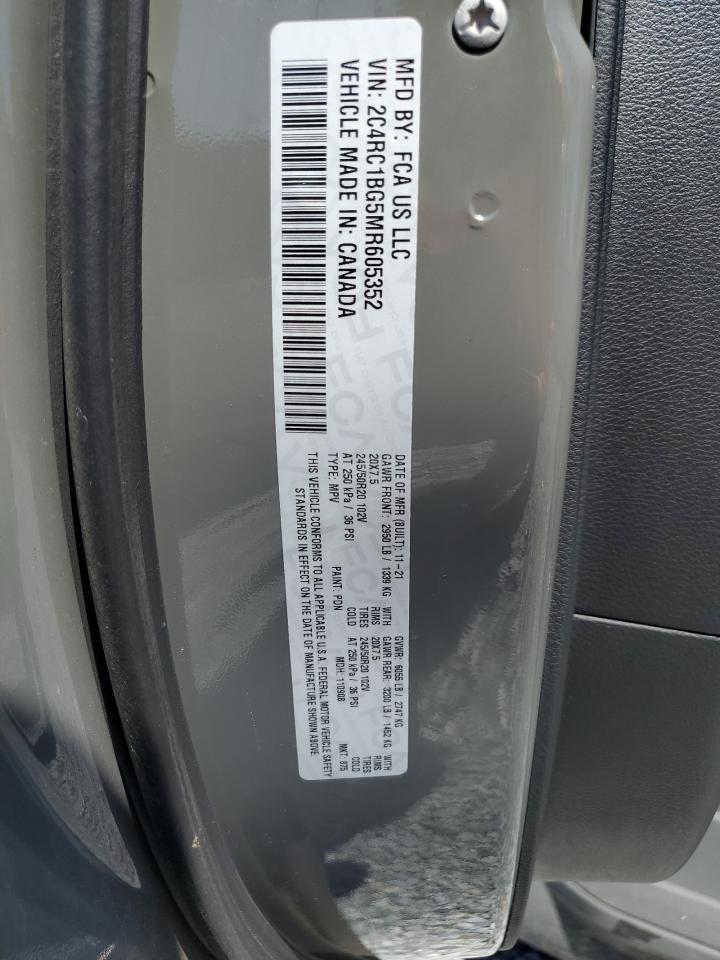 MFD BY: FCA US LLC
VIN: 2C4RC1BG5MR605352
VEHICLE MADE IN: CANADA
DATE OF MFR (BUILT): 11-21 GVWR: 6055 LB / 2747 KG
GAWR FRONT: 2950 LB / 1339 KG WITH GAWR REAR: 3200 LB / 1452 KG WITH
20X7.5 RIMS 20X7.5 RIMS
245/50R20 102V TIRES 245/50R20 102V TIRES
AT 250 kPa / 36 PSI COLD AT 250 kPa / 36 PSI COLD
TYPE: MPV PAINT: PDN MDH: 110908 MKT: 875
THIS VEHICLE CONFORMS TO ALL APPLICABLE U.S.A. FEDERAL MOTOR VEHICLE SAFETY
STANDARDS IN EFFECT ON THE DATE OF MANUFACTURE SHOWN ABOVE.